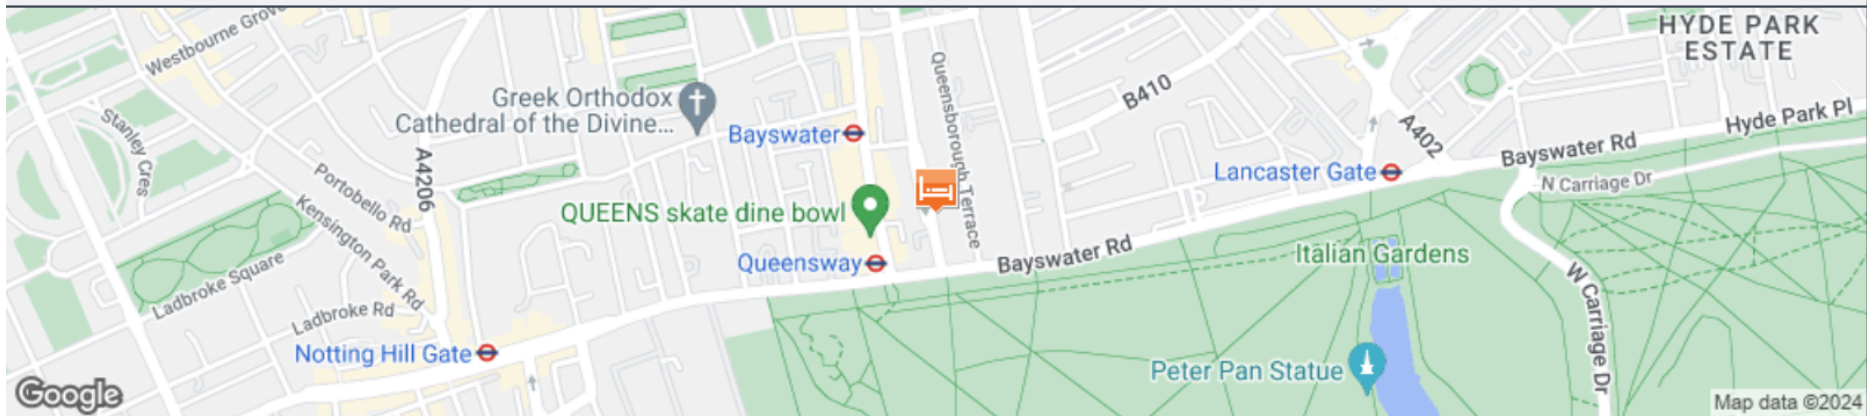 HYDE PARK
ESTATE
Westbourne Grove
Queensborough Terrace
B410
Greek Orthodox
Cathedral of the Divine...
Stanley Cres
A4206
Bayswater
A402
Hyde Park Pl
Bayswater Rd
Lancaster Gate
N Carriage Dr
Portobello Rd
Kensington Park Rd
QUEENS skate dine bowl
Queensway
Bayswater Rd
Italian Gardens
Ladbroke Square
Ladbroke Rd
W Carriage Dr
Notting Hill Gate
Peter Pan Statue
Google
Map data ©2024